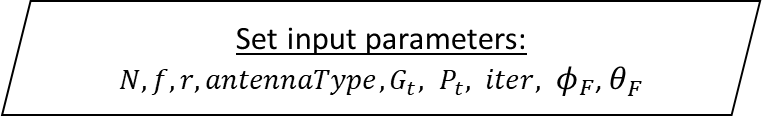 Set input parameters:
N, f, r, antennaType, G_t, P_t, iter, ϕ_F, θ_F